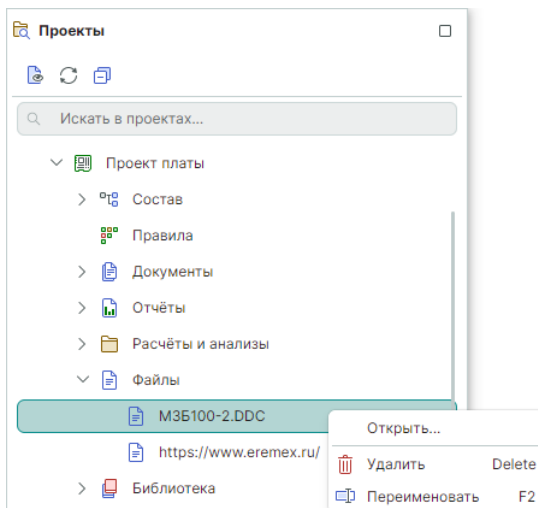 Проекты
Искать в проектах...
Проект платы
Состав
Правила
Документы
Отчёты
Расчёты и анализы
Файлы
МЗБ100-2.DDC
Открыть...
https://www.eremex.ru/
Удалить Delete
Библиотека
Переименовать F2